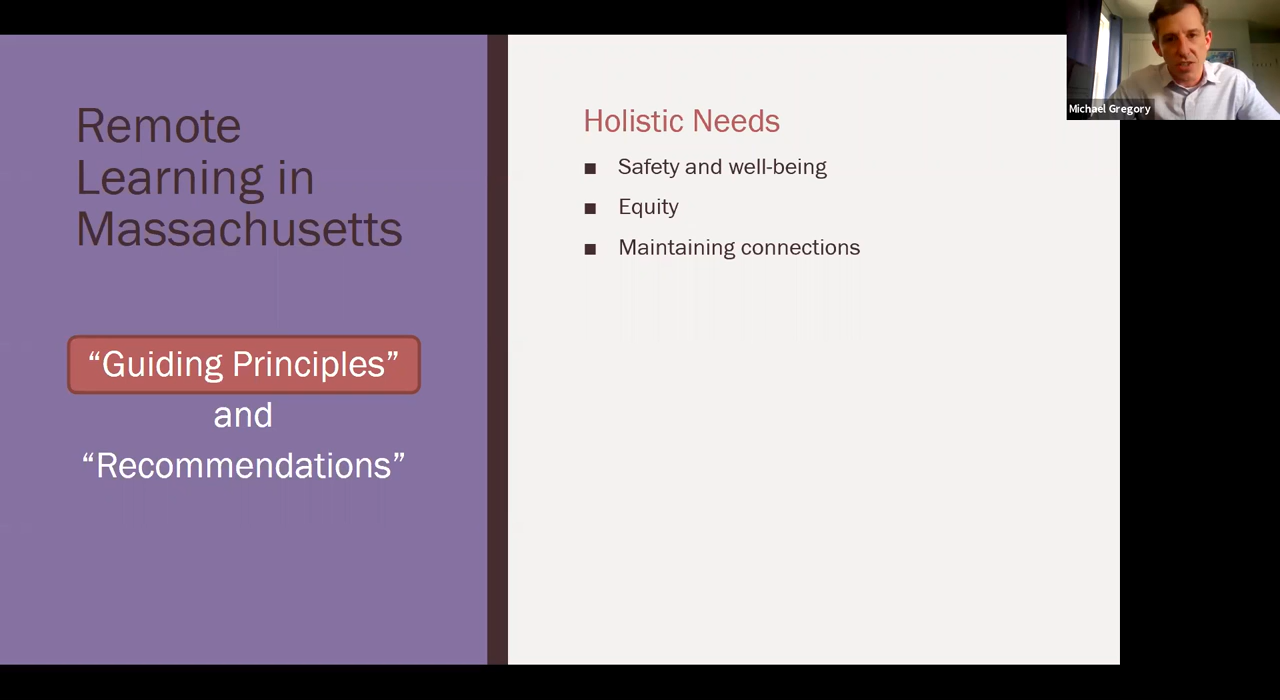 Remote
Learning in
Massachusetts
“Guiding Principles”
and
“Recommendations”
Holistic Needs
■ Safety and well-being
■ Equity
■ Maintaining connections
Michael Gregory